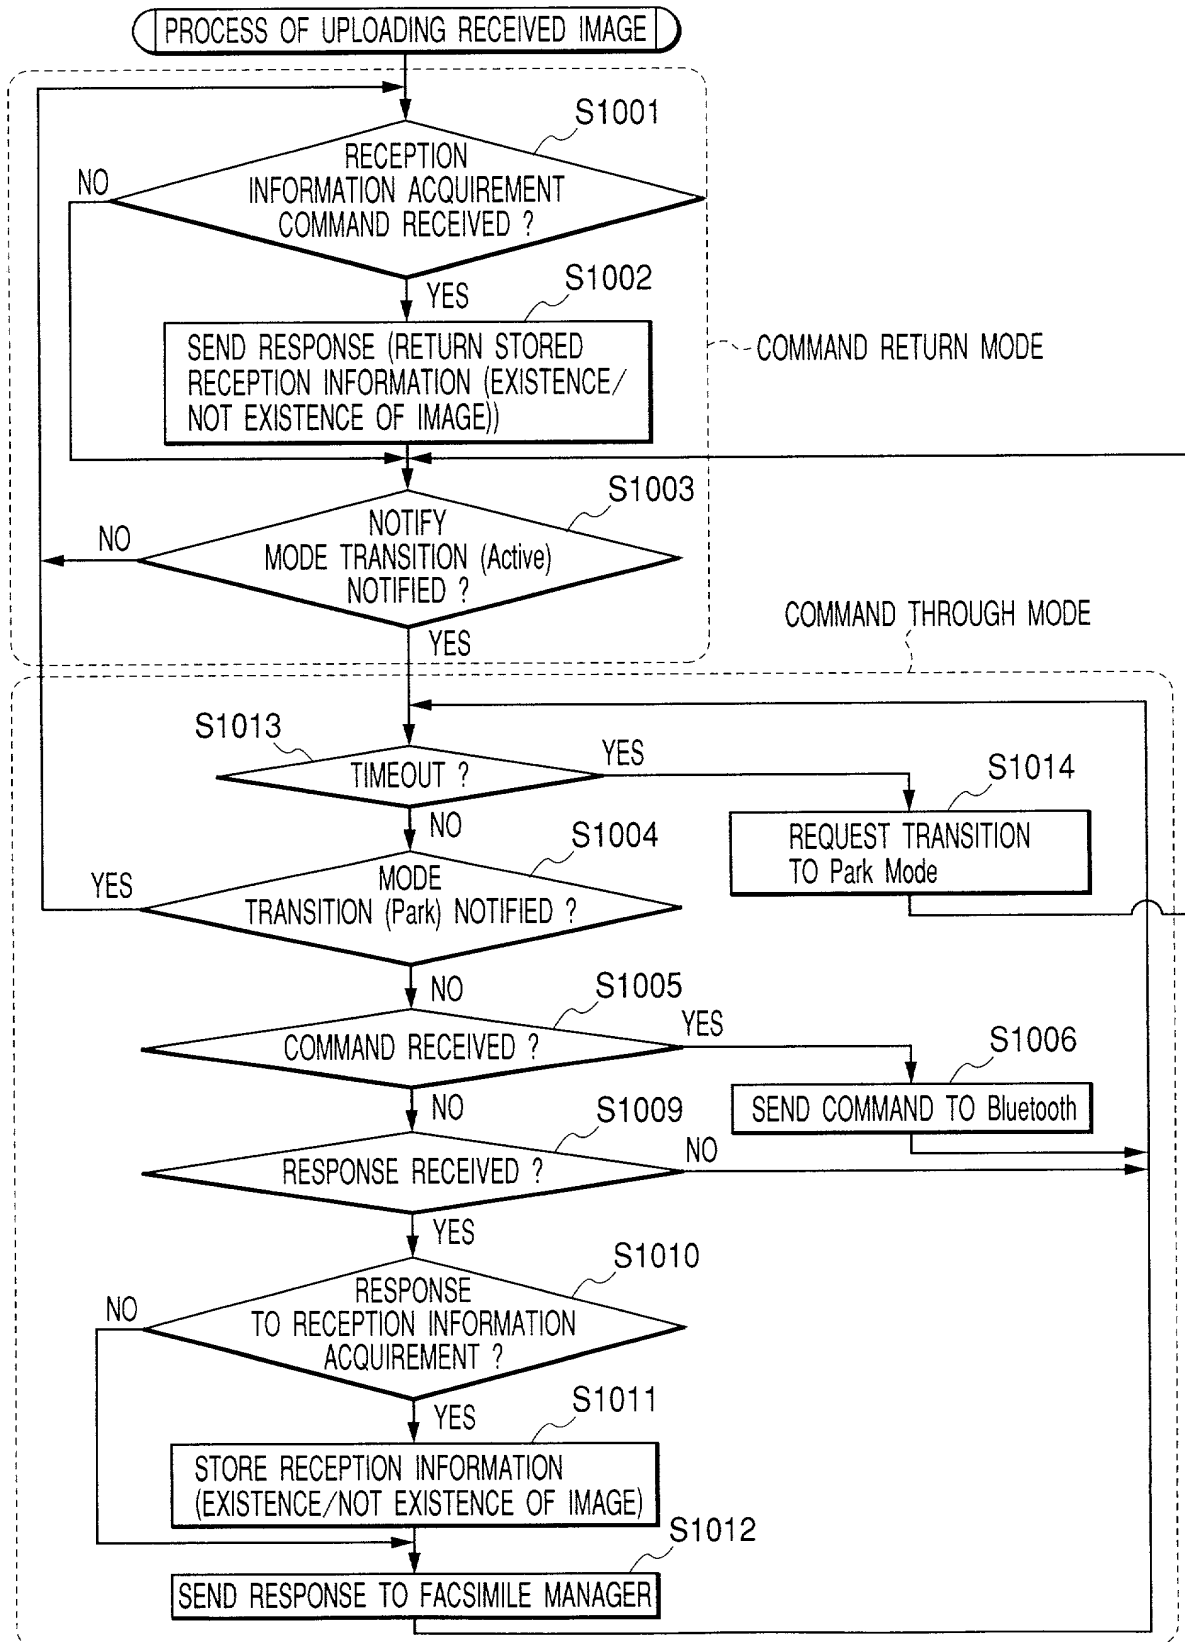 PROCESS OF UPLOADING RECEIVED IMAGE
S1001
RECEPTION
INFORMATION ACQUIREMENT
COMMAND RECEIVED ?
NO
YES
S1002
SEND RESPONSE (RETURN STORED
RECEPTION INFORMATION (EXISTENCE/
NOT EXISTENCE OF IMAGE))
COMMAND RETURN MODE
S1003
NOTIFY
MODE TRANSITION (Active)
NOTIFIED ?
NO
YES
COMMAND THROUGH MODE
S1013
TIMEOUT ?
YES
NO
S1014
REQUEST TRANSITION
TO Park Mode
S1004
MODE
TRANSITION (Park) NOTIFIED ?
YES
NO
S1005
COMMAND RECEIVED ?
YES
NO
S1006
SEND COMMAND TO Bluetooth
S1009
RESPONSE RECEIVED ?
NO
YES
S1010
RESPONSE
TO RECEPTION INFORMATION
ACQUIREMENT ?
NO
YES
S1011
STORE RECEPTION INFORMATION
(EXISTENCE/NOT EXISTENCE OF IMAGE)
S1012
SEND RESPONSE TO FACSIMILE MANAGER